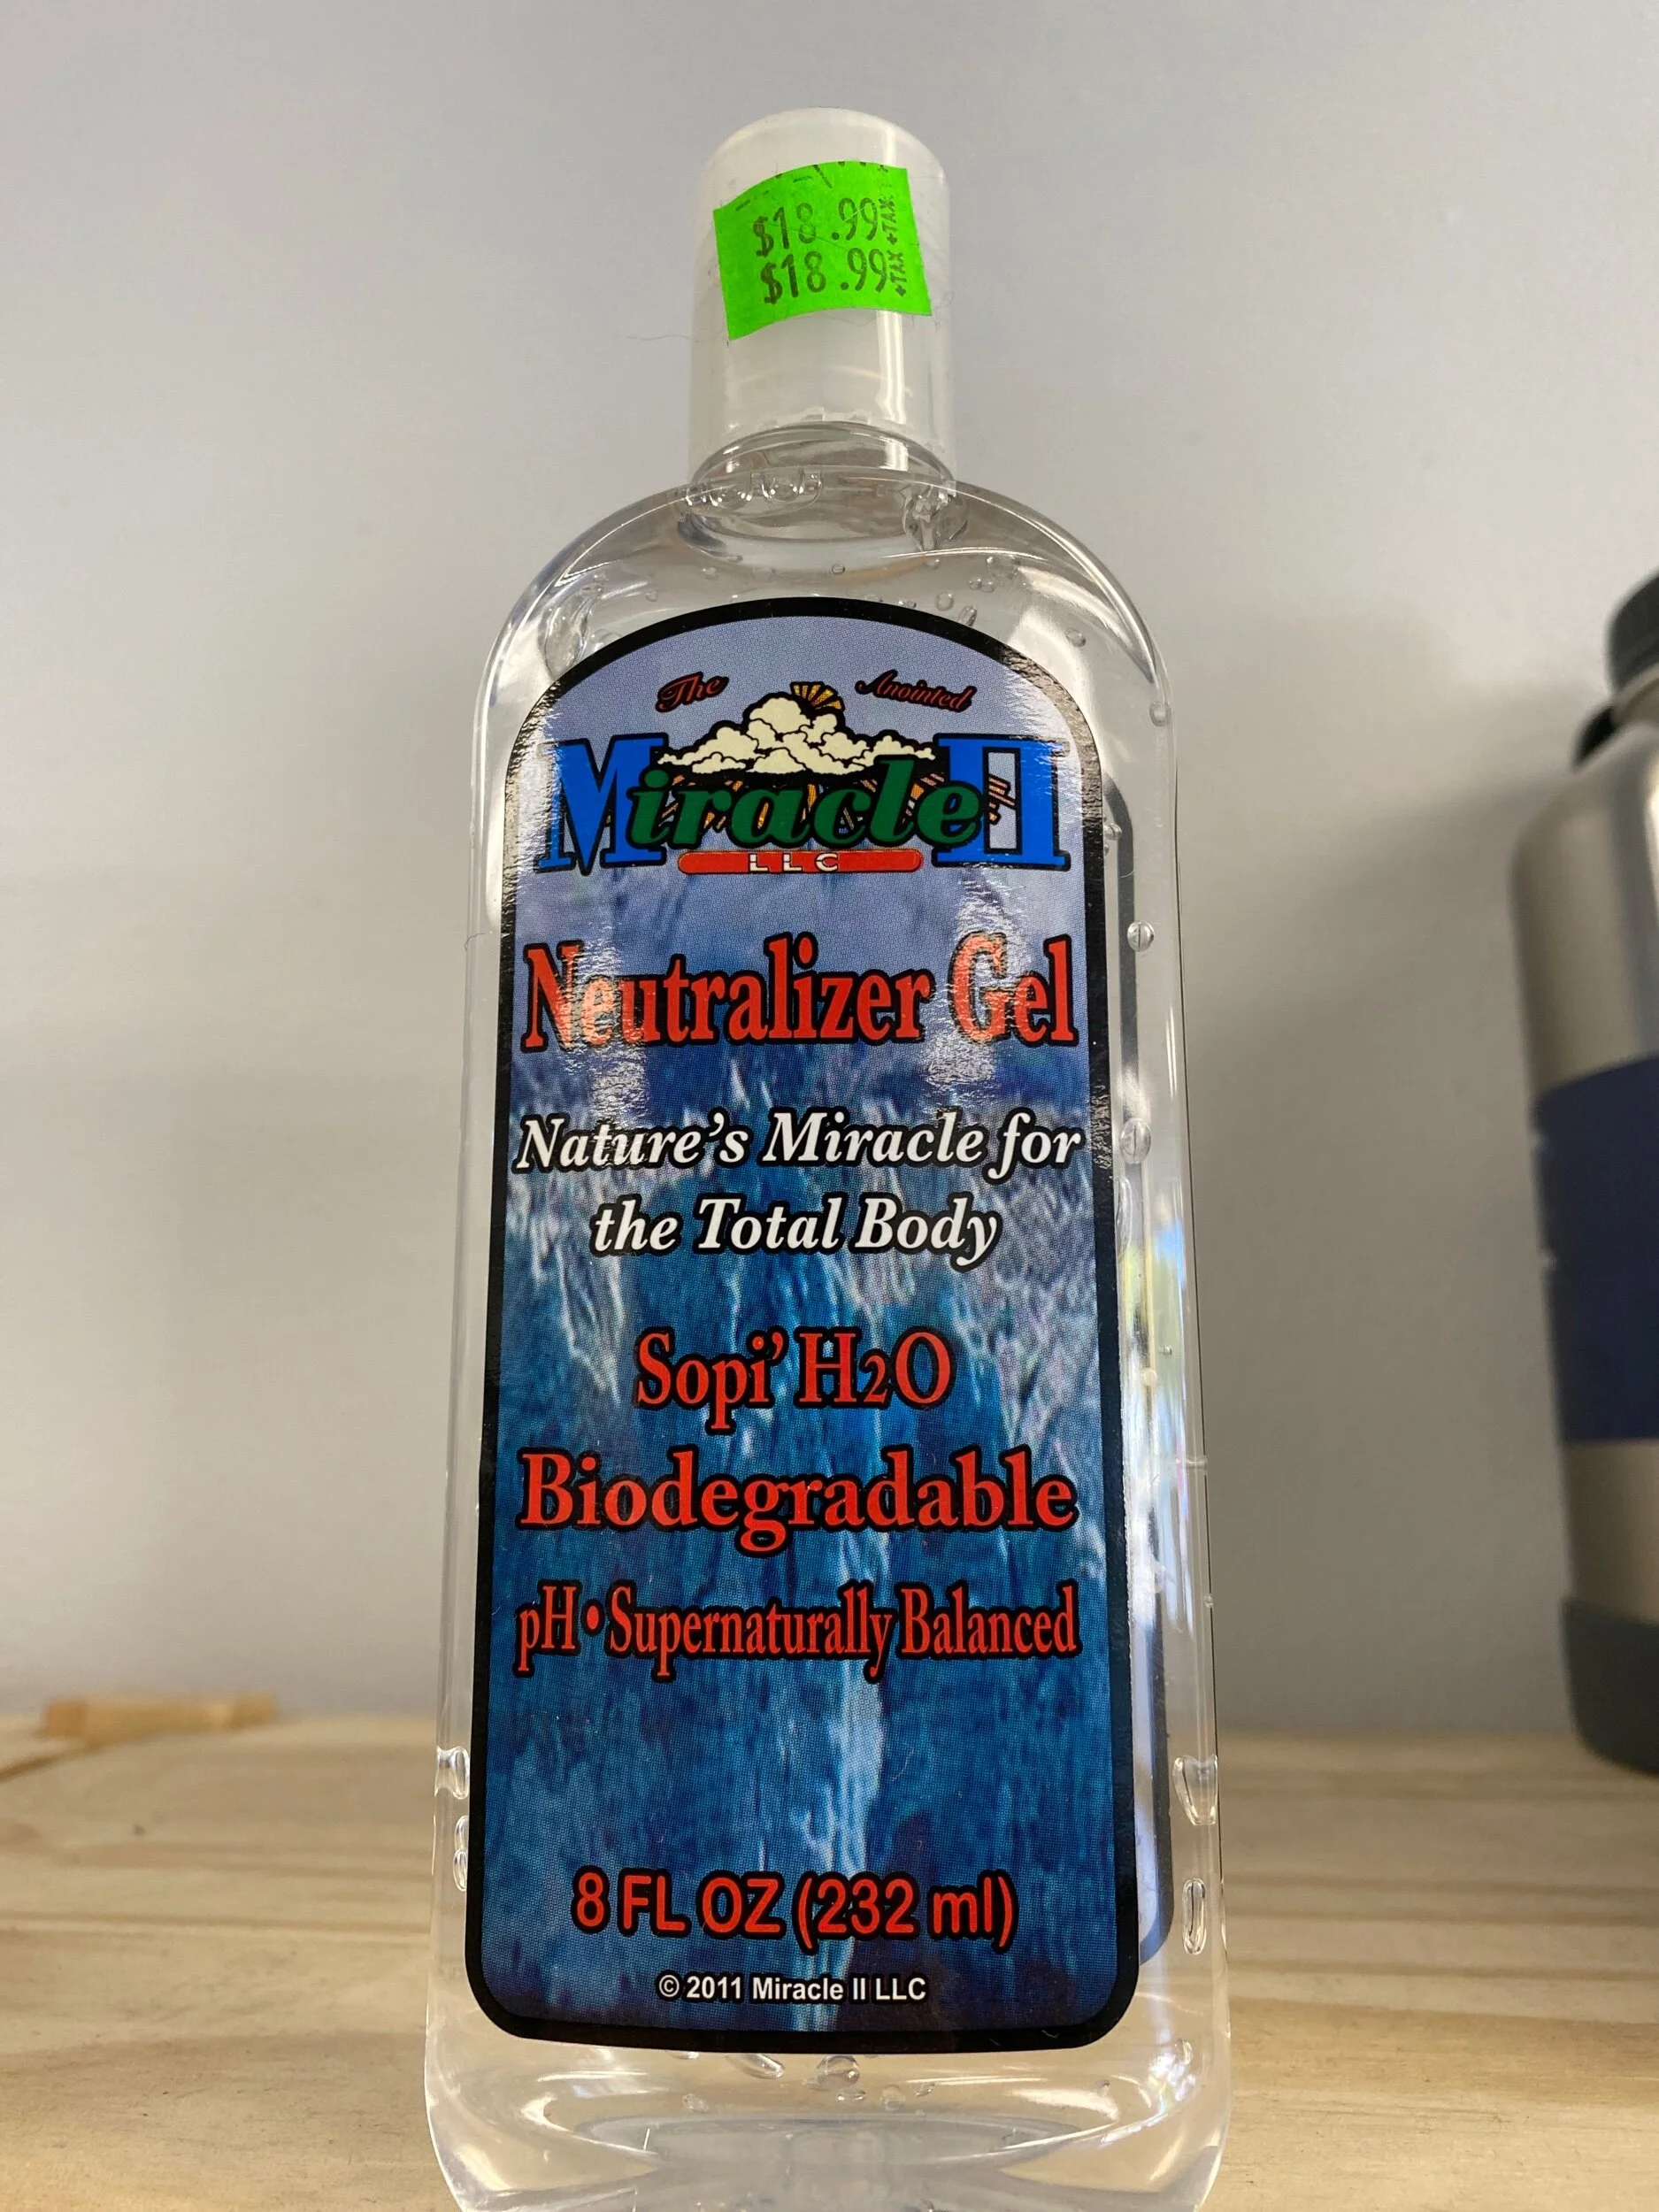 $18.99 +TAX
$18.99 +TAX
The Anointed
Miracle II
LLC
Neutralizer Gel
Nature's Miracle for
the Total Body
Sopi' H2O
Biodegradable
pH•Supernaturally Balanced
8 FL OZ (232 ml)
© 2011 Miracle II LLC